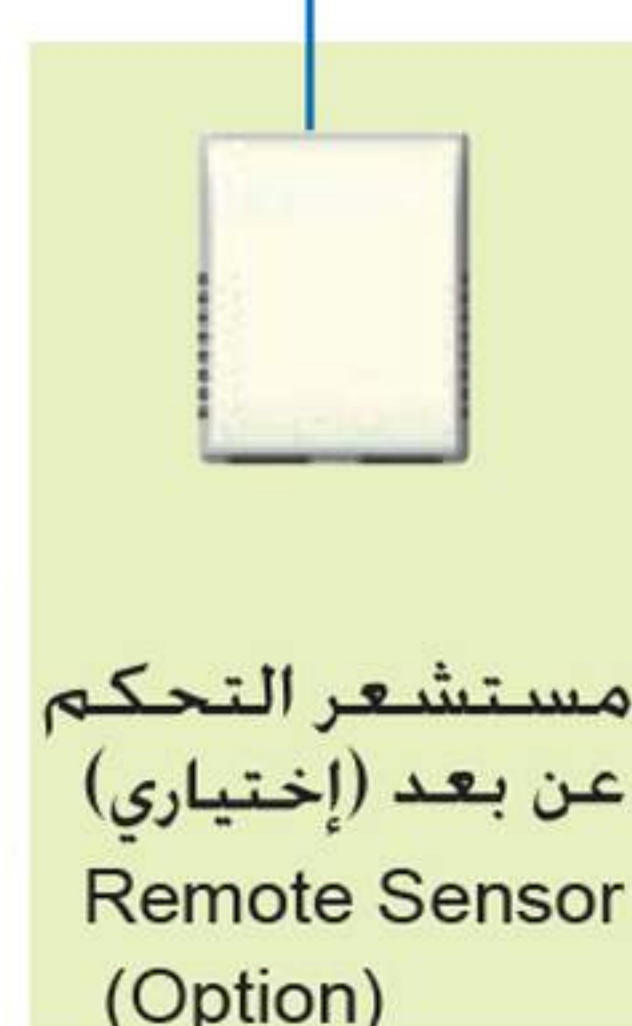 مستشعر التحكم
عن بعد (إختياري)
Remote Sensor
(Option)